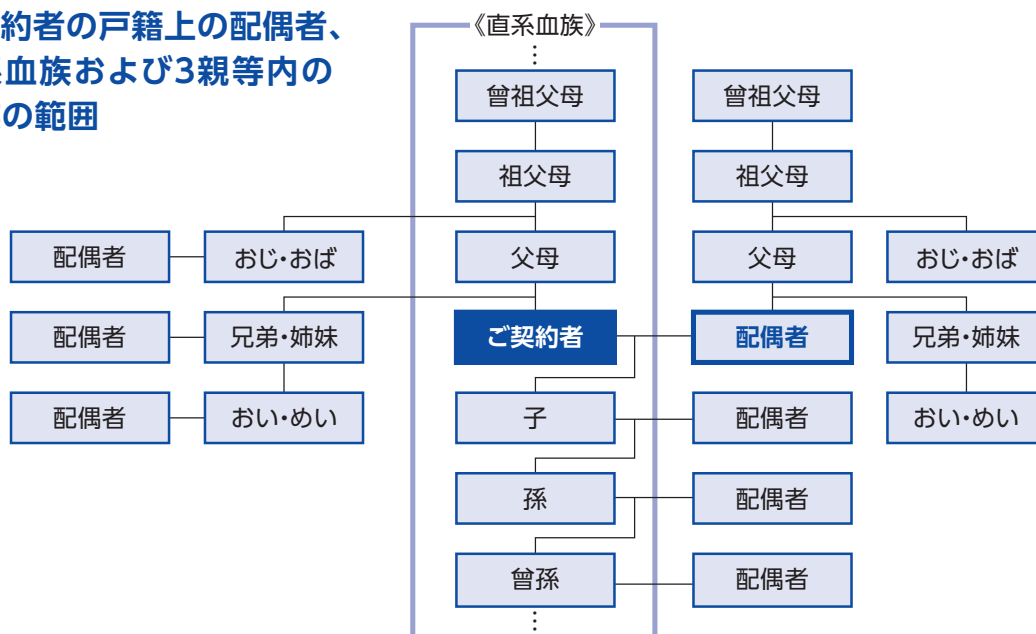 約者の戸籍上の配偶者、
血族および3親等内の
の範囲
《直系血族》
⋮
曾祖父母 曾祖父母
祖父母 祖父母
配偶者 おじ・おば 父母 父母 おじ・おば
配偶者 兄弟・姉妹 ご契約者 配偶者 兄弟・姉妹
配偶者 おい・めい 子 配偶者 おい・めい
孫 配偶者
曾孫 配偶者
⋮